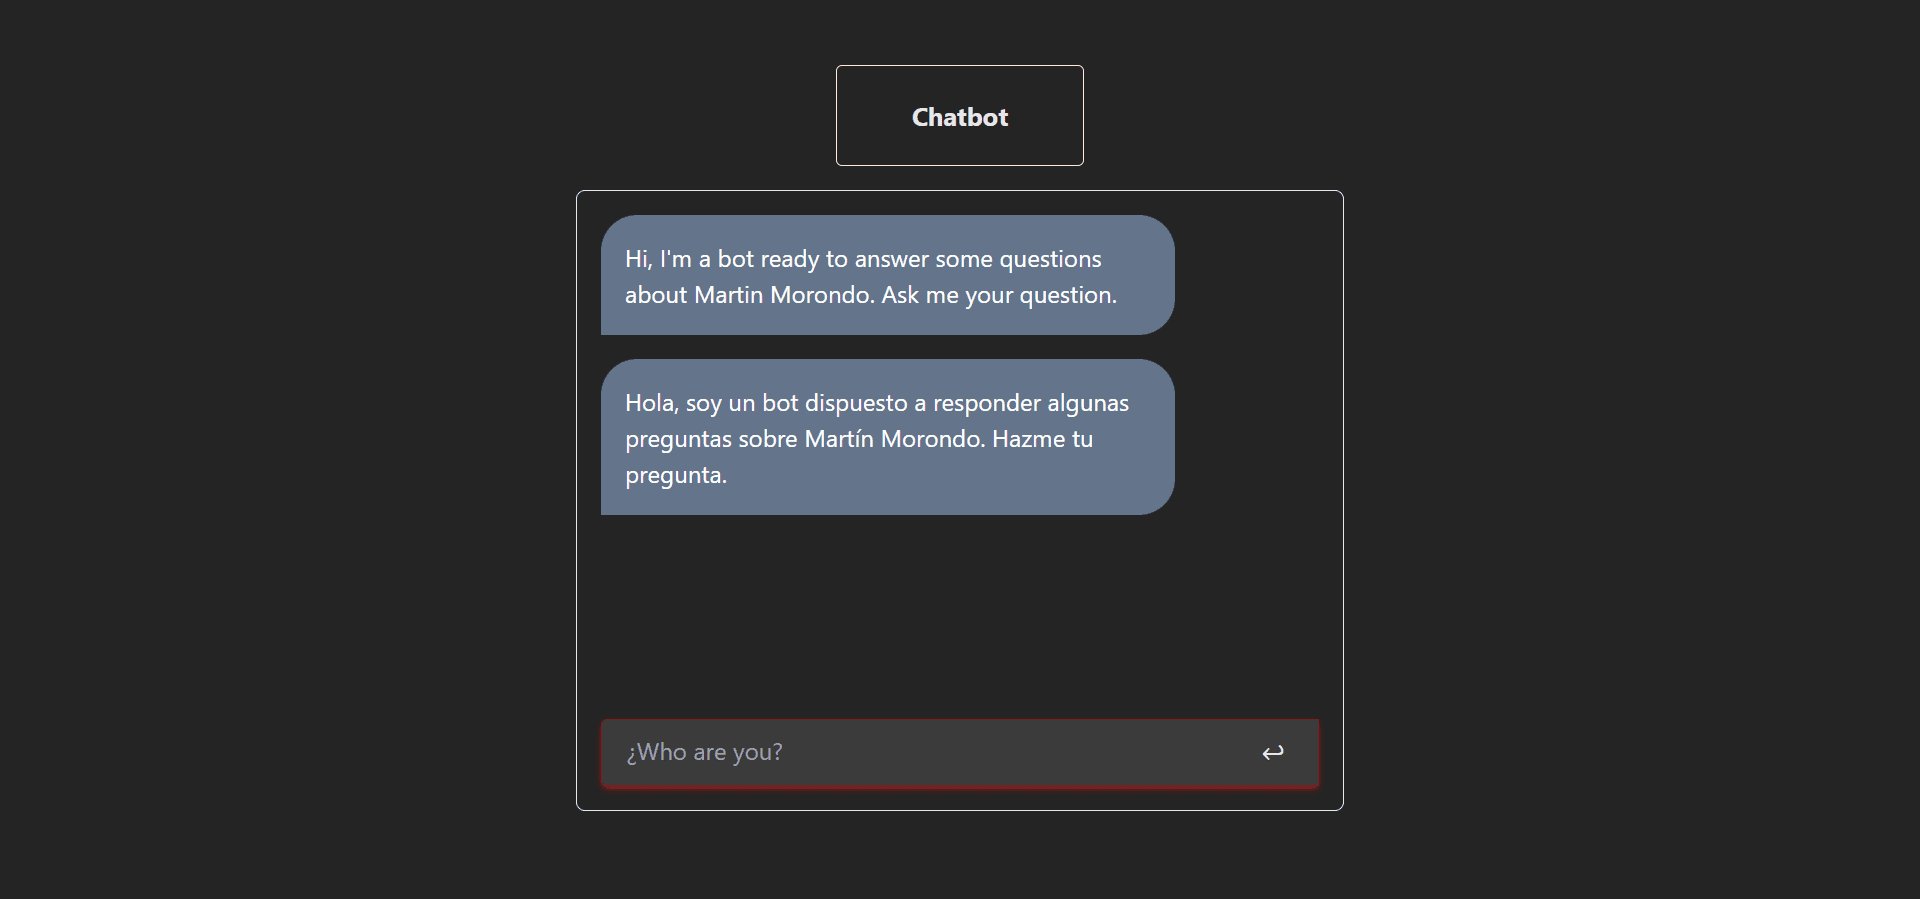 Chatbot
Hi, I'm a bot ready to answer some questions
about Martin Morondo. Ask me your question.
Hola, soy un bot dispuesto a responder algunas
preguntas sobre Martín Morondo. Hazme tu
pregunta.
¿Who are you?